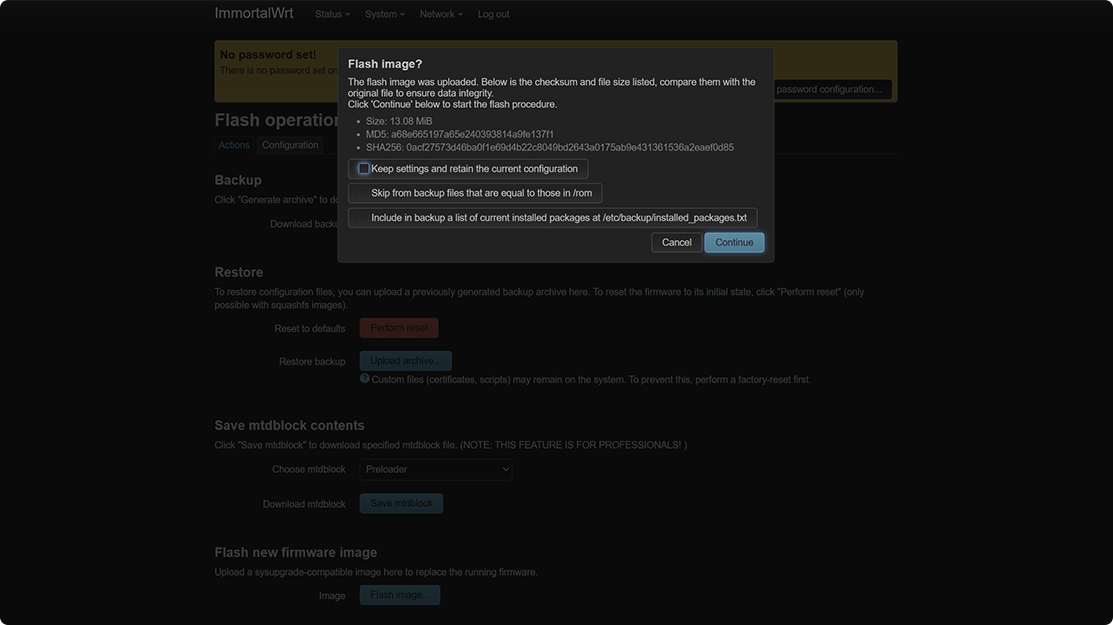 ImmortalWrt Status System Network Log out
No password set!
There is no password set on
password configuration...
Flash image?
The flash image was uploaded. Below is the checksum and file size listed, compare them with the
original file to ensure data integrity.
Click 'Continue' below to start the flash procedure.
Size: 13.08 MiB
MD5: a68e665197a65e240393814a9fe137f1
SHA256: 0acf27573d46ba0f1e69d4b22c8049bd2643a0175ab9e431361536a2eaef0d85
Keep settings and retain the current configuration
Skip from backup files that are equal to those in /rom
Include in backup a list of current installed packages at /etc/backup/installed_packages.txt
Cancel Continue
Flash operation
Actions Configuration
Backup
Click "Generate archive" to do
Download backu
Restore
To restore configuration files, you can upload a previously generated backup archive here. To reset the firmware to its initial state, click "Perform reset" (only
possible with squashfs images).
Reset to defaults Perform reset
Restore backup Upload archive...
Custom files (certificates, scripts) may remain on the system. To prevent this, perform a factory-reset first.
Save mtdblock contents
Click "Save mtdblock" to download specified mtdblock file. (NOTE: THIS FEATURE IS FOR PROFESSIONALS! )
Choose mtdblock Preloader
Download mtdblock Save mtdblock
Flash new firmware image
Upload a sysupgrade-compatible image here to replace the running firmware.
Image Flash image...